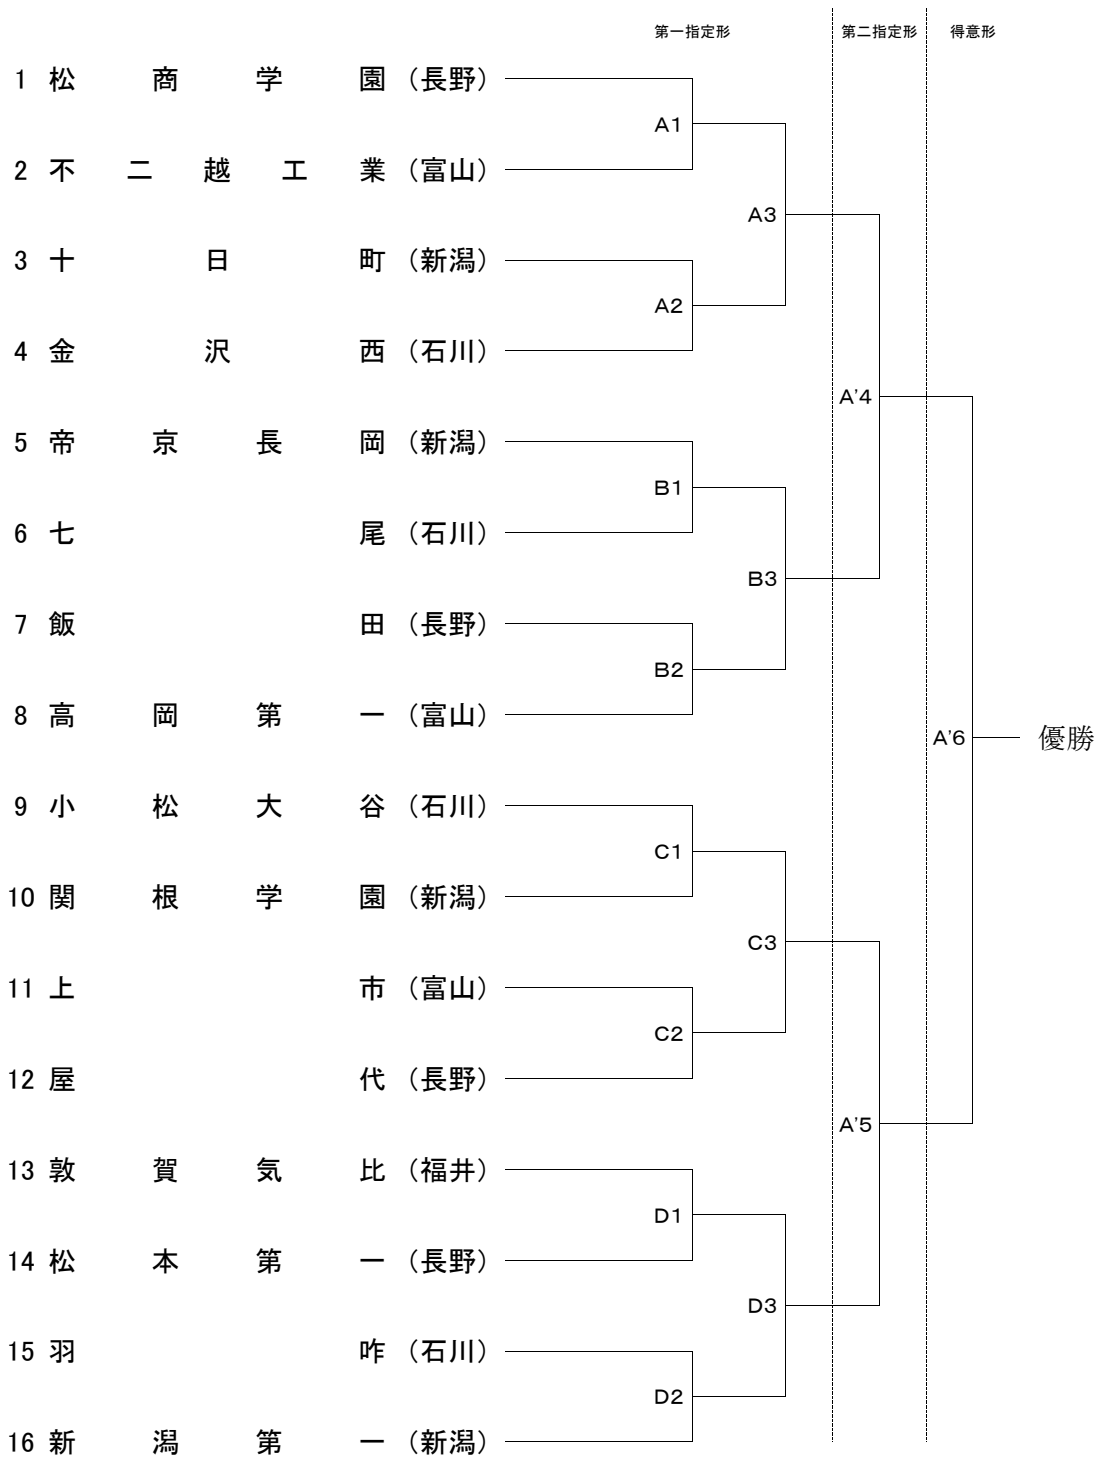 第一指定形 第二指定形 得意形
1 松商学園 （長野）
A1
2 不二越工業 （富山）
A3
3 十日町 （新潟）
A2
4 金沢西 （石川）
A'4
5 帝京長岡 （新潟）
B1
6 七尾 （石川）
B3
7 飯田 （長野）
B2
8 高岡第一 （富山）
A'6 優勝
9 小松大谷 （石川）
C1
10 関根学園 （新潟）
C3
11 上市 （富山）
C2
12 屋代 （長野）
A'5
13 敦賀気比 （福井）
D1
14 松本第一 （長野）
D3
15 羽咋 （石川）
D2
16 新潟第一 （新潟）